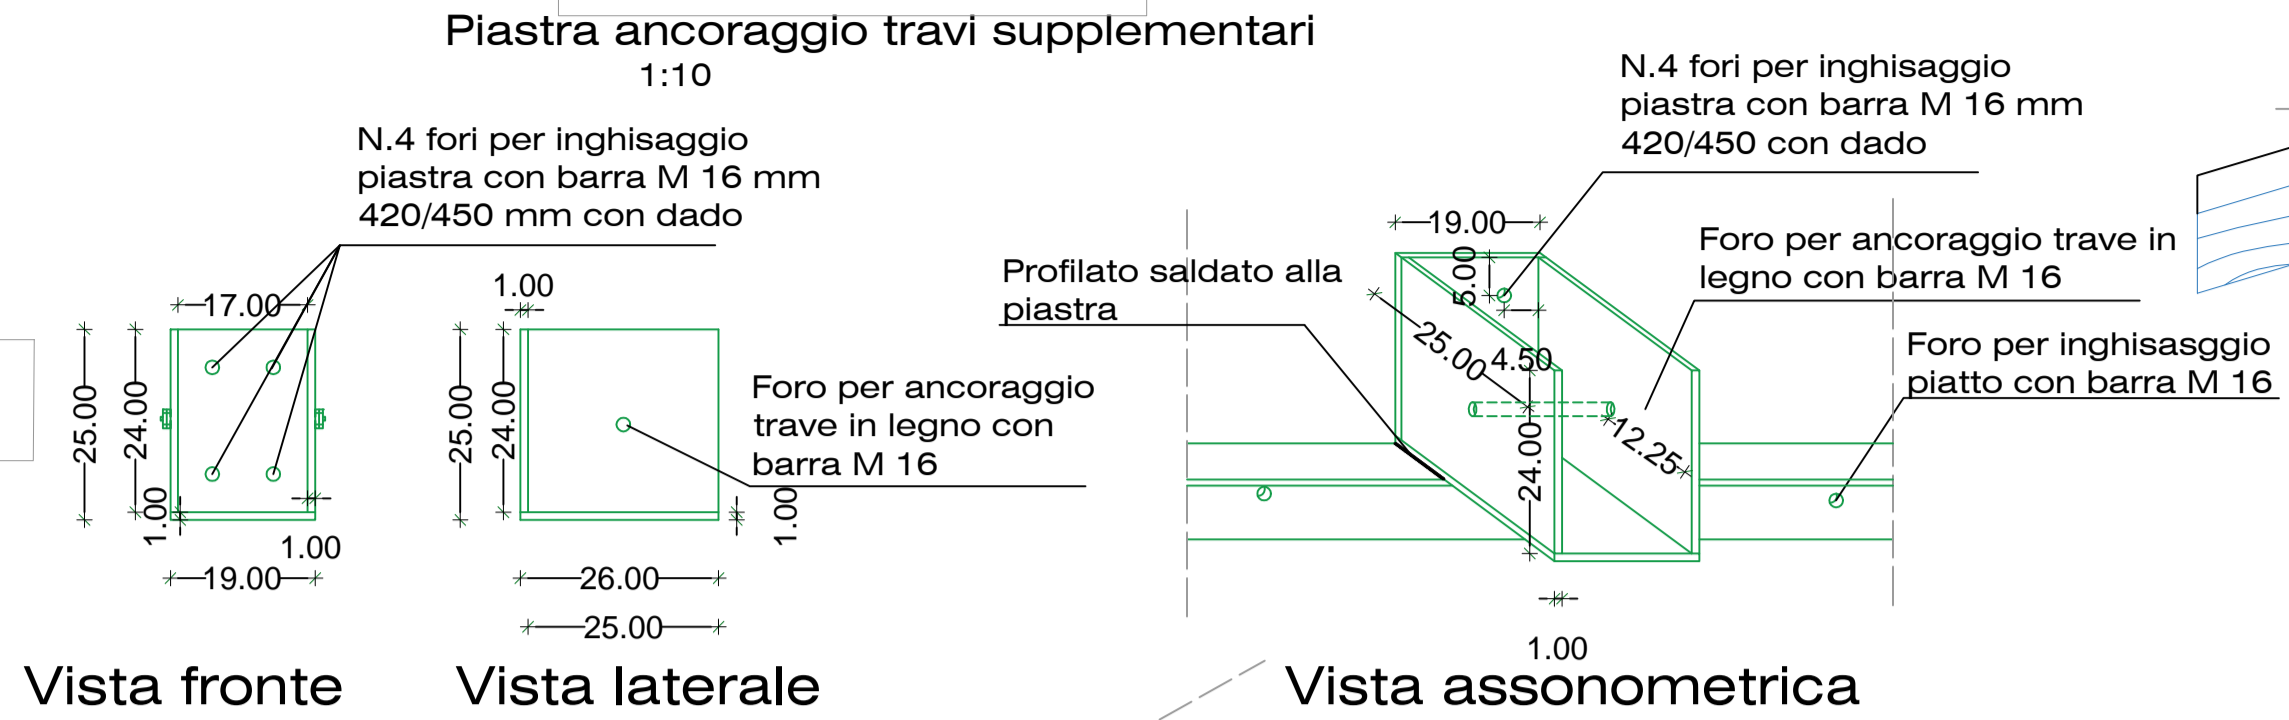 Piastra ancoraggio travi supplementari
1:10
N.4 fori per inghisaggio
piastra con barra M 16 mm
420/450 mm con dado
17.00
25.00
24.00
1.00
1.00
19.00
Vista fronte
1.00
25.00
24.00
Foro per ancoraggio
trave in legno con
barra M 16
1.00
26.00
25.00
Vista laterale
N.4 fori per inghisaggio
piastra con barra M 16 mm
420/450 con dado
Profilato saldato alla
piastra
19.00
5.00
Foro per ancoraggio trave in
legno con barra M 16
25.00
4.50
Foro per inghisasggio
piatto con barra M 16
24.00
12.25
1.00
Vista assonometrica